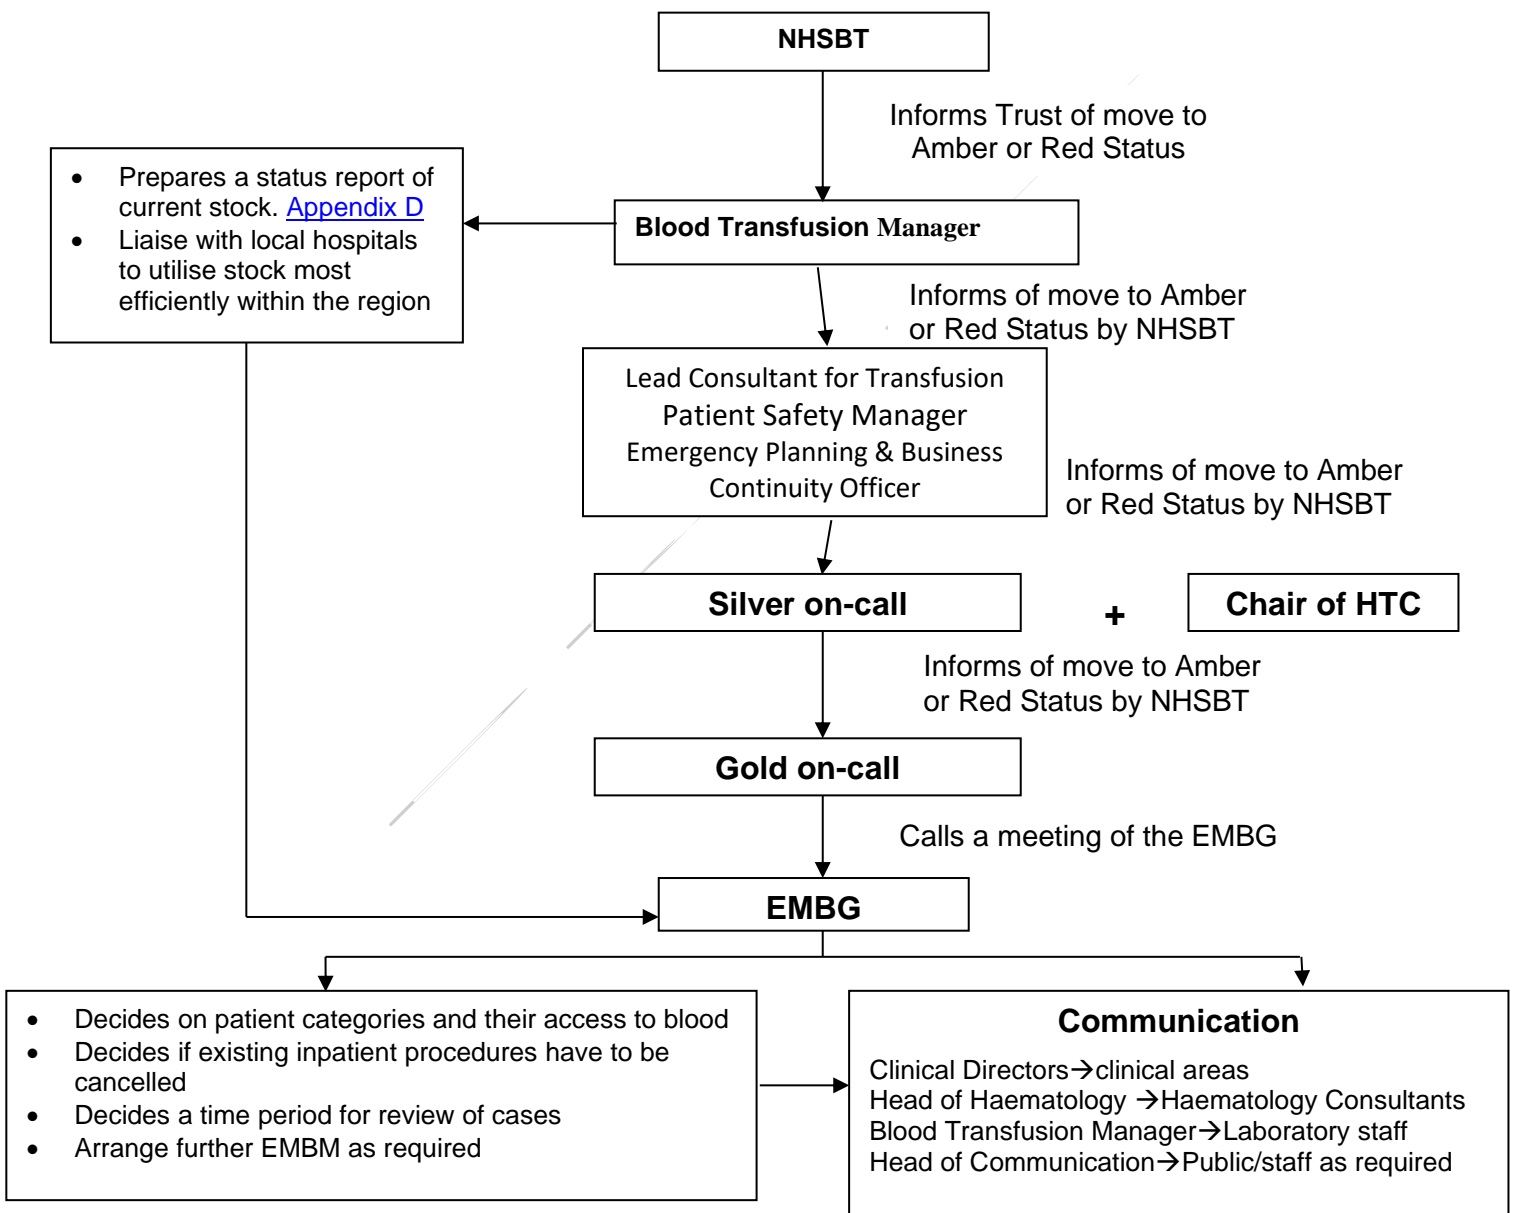 NHSBT
Informs Trust of move to
Amber or Red Status
• Prepares a status report of
current stock. Appendix D
• Liaise with local hospitals
to utilise stock most
efficiently within the region
Blood Transfusion Manager
Informs of move to Amber
or Red Status by NHSBT
Lead Consultant for Transfusion
Patient Safety Manager
Emergency Planning & Business
Continuity Officer
Informs of move to Amber
or Red Status by NHSBT
Silver on-call
+
Chair of HTC
Informs of move to Amber
or Red Status by NHSBT
Gold on-call
Calls a meeting of the EMBG
EMBG
• Decides on patient categories and their access to blood
• Decides if existing inpatient procedures have to be
cancelled
• Decides a time period for review of cases
• Arrange further EMBM as required
Communication
Clinical Directors→clinical areas
Head of Haematology →Haematology Consultants
Blood Transfusion Manager→Laboratory staff
Head of Communication→Public/staff as required